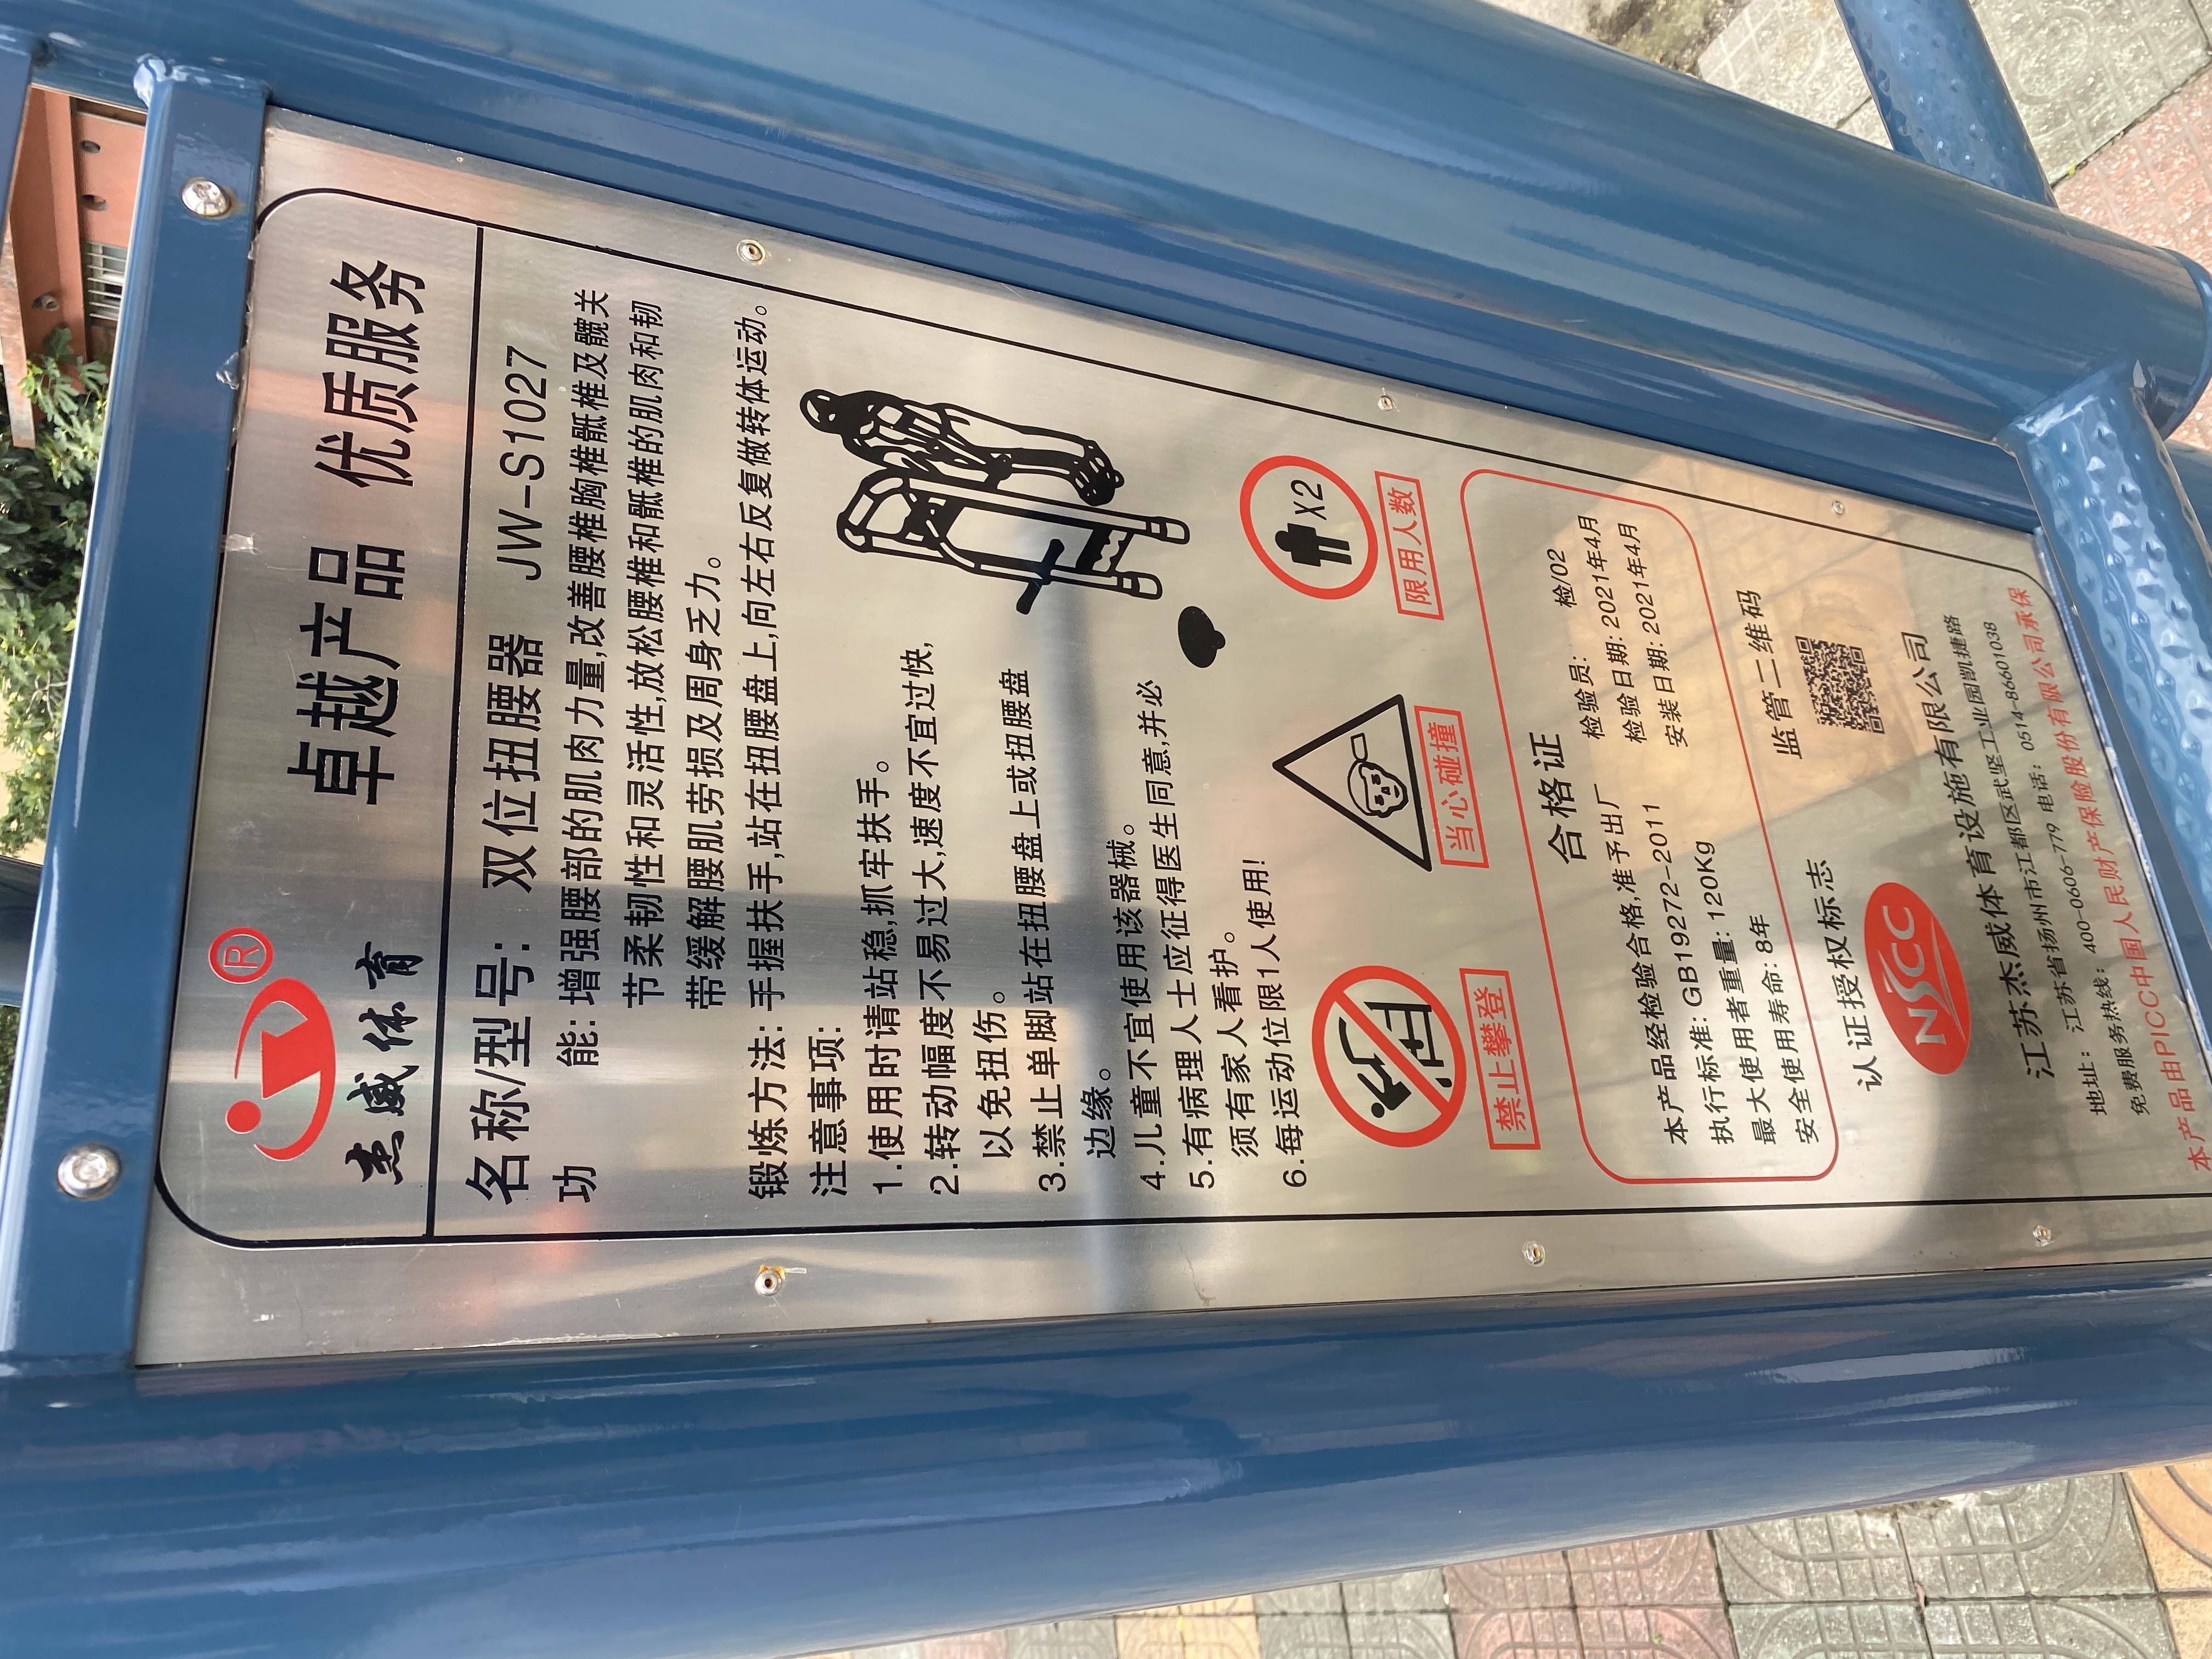 杰威体育
卓越产品 优质服务
名称/型号: 双位扭腰器 JW-S1027
功能: 增强腰部的肌肉力量,改善腰椎胸椎骶椎及髋关
节柔韧性和灵活性,放松腰椎和骶椎的肌肉和韧
带缓解腰肌劳损及周身乏力。
锻炼方法: 手握扶手,站在扭腰盘上,向左右反复做转体运动。
注意事项:
1.使用时请站稳,抓牢扶手。
2.转动幅度不易过大,速度不宜过快,
以免扭伤。
3.禁止单脚站在扭腰盘上或扭腰盘
边缘。
4.儿童不宜使用该器械。
5.有病理人士应征得医生同意,并必
须有家人看护。
6.每运动位限1人使用!
X2
禁止攀登
当心碰撞
限用人数
合格证
本产品经检验合格,准予出厂
执行标准: GB19272-2011
最大使用者重量: 120Kg
安全使用寿命: 8年
检验员: 检/02
检验日期: 2021年4月
安装日期: 2021年4月
认证授权标志
NSCC
监管二维码
江苏杰威体育设施有限公司
地址: 江苏省扬州市江都区武坚工业园凯捷路
免费服务热线: 400-0606-779 电话: 0514-86601038
本产品由PICC中国人民财产保险股份有限公司承保